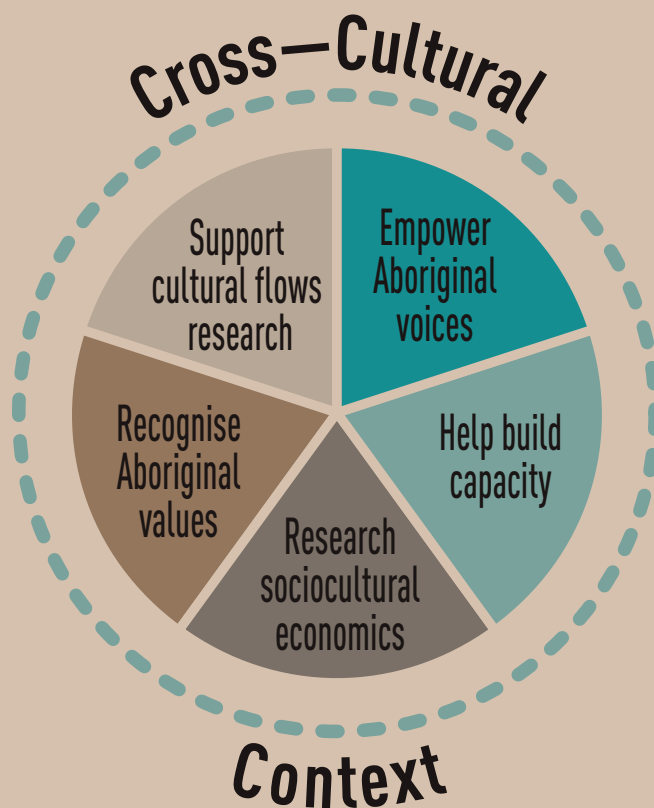 Cross—Cultural
Empower
Aboriginal
voices
Help build
capacity
Research
sociocultural
economics
Recognise
Aboriginal
values
Support
cultural flows
research
Context